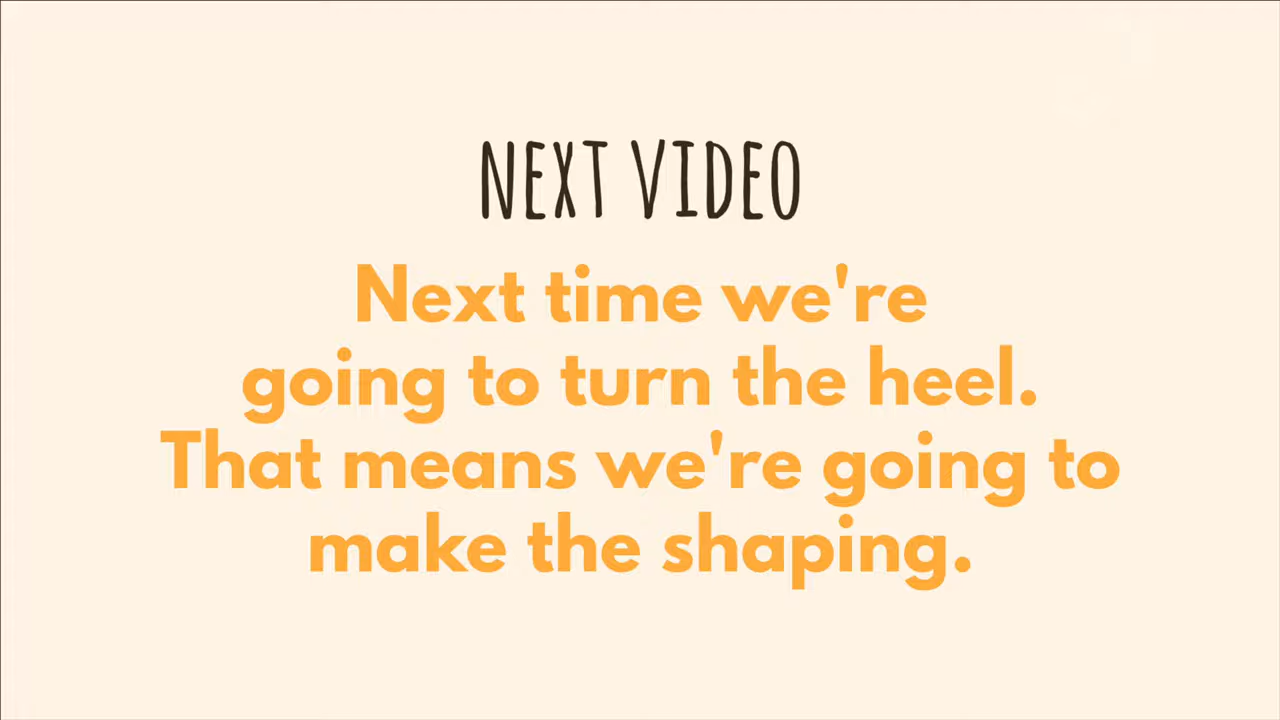 NEXT VIDEO
Next time we're
going to turn the heel.
That means we're going to
make the shaping.